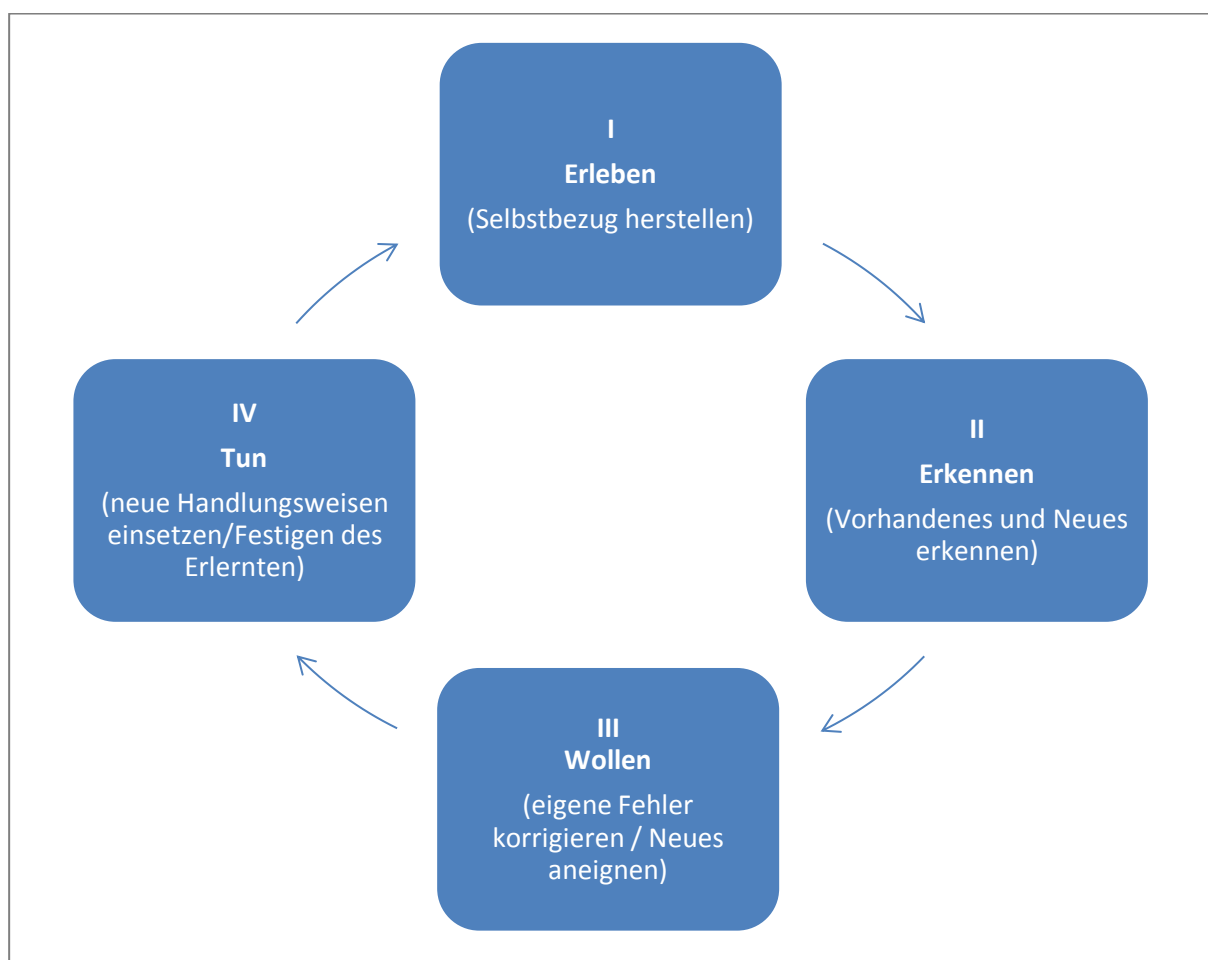 I
Erleben
(Selbstbezug herstellen)
II
Erkennen
(Vorhandenes und Neues
erkennen)
III
Wollen
(eigene Fehler
korrigieren / Neues
aneignen)
IV
Tun
(neue Handlungsweisen
einsetzen/Festigen des
Erlernten)